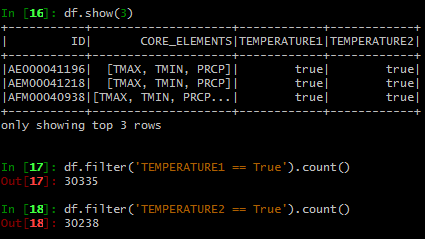 In [16]: df.show(3)
+-----------+--------------------+------------+------------+
|         ID|       CORE_ELEMENTS|TEMPERATURE1|TEMPERATURE2|
+-----------+--------------------+------------+------------+
|AE000041196|  [TMAX, TMIN, PRCP]|        true|        true|
|AEM00041218|  [TMAX, TMIN, PRCP]|        true|        true|
|AFM00040938|[TMAX, TMIN, PRCP...|        true|        true|
+-----------+--------------------+------------+------------+
only showing top 3 rows
In [17]: df.filter('TEMPERATURE1 == True').count()
Out[17]: 30335
In [18]: df.filter('TEMPERATURE2 == True').count()
Out[18]: 30238